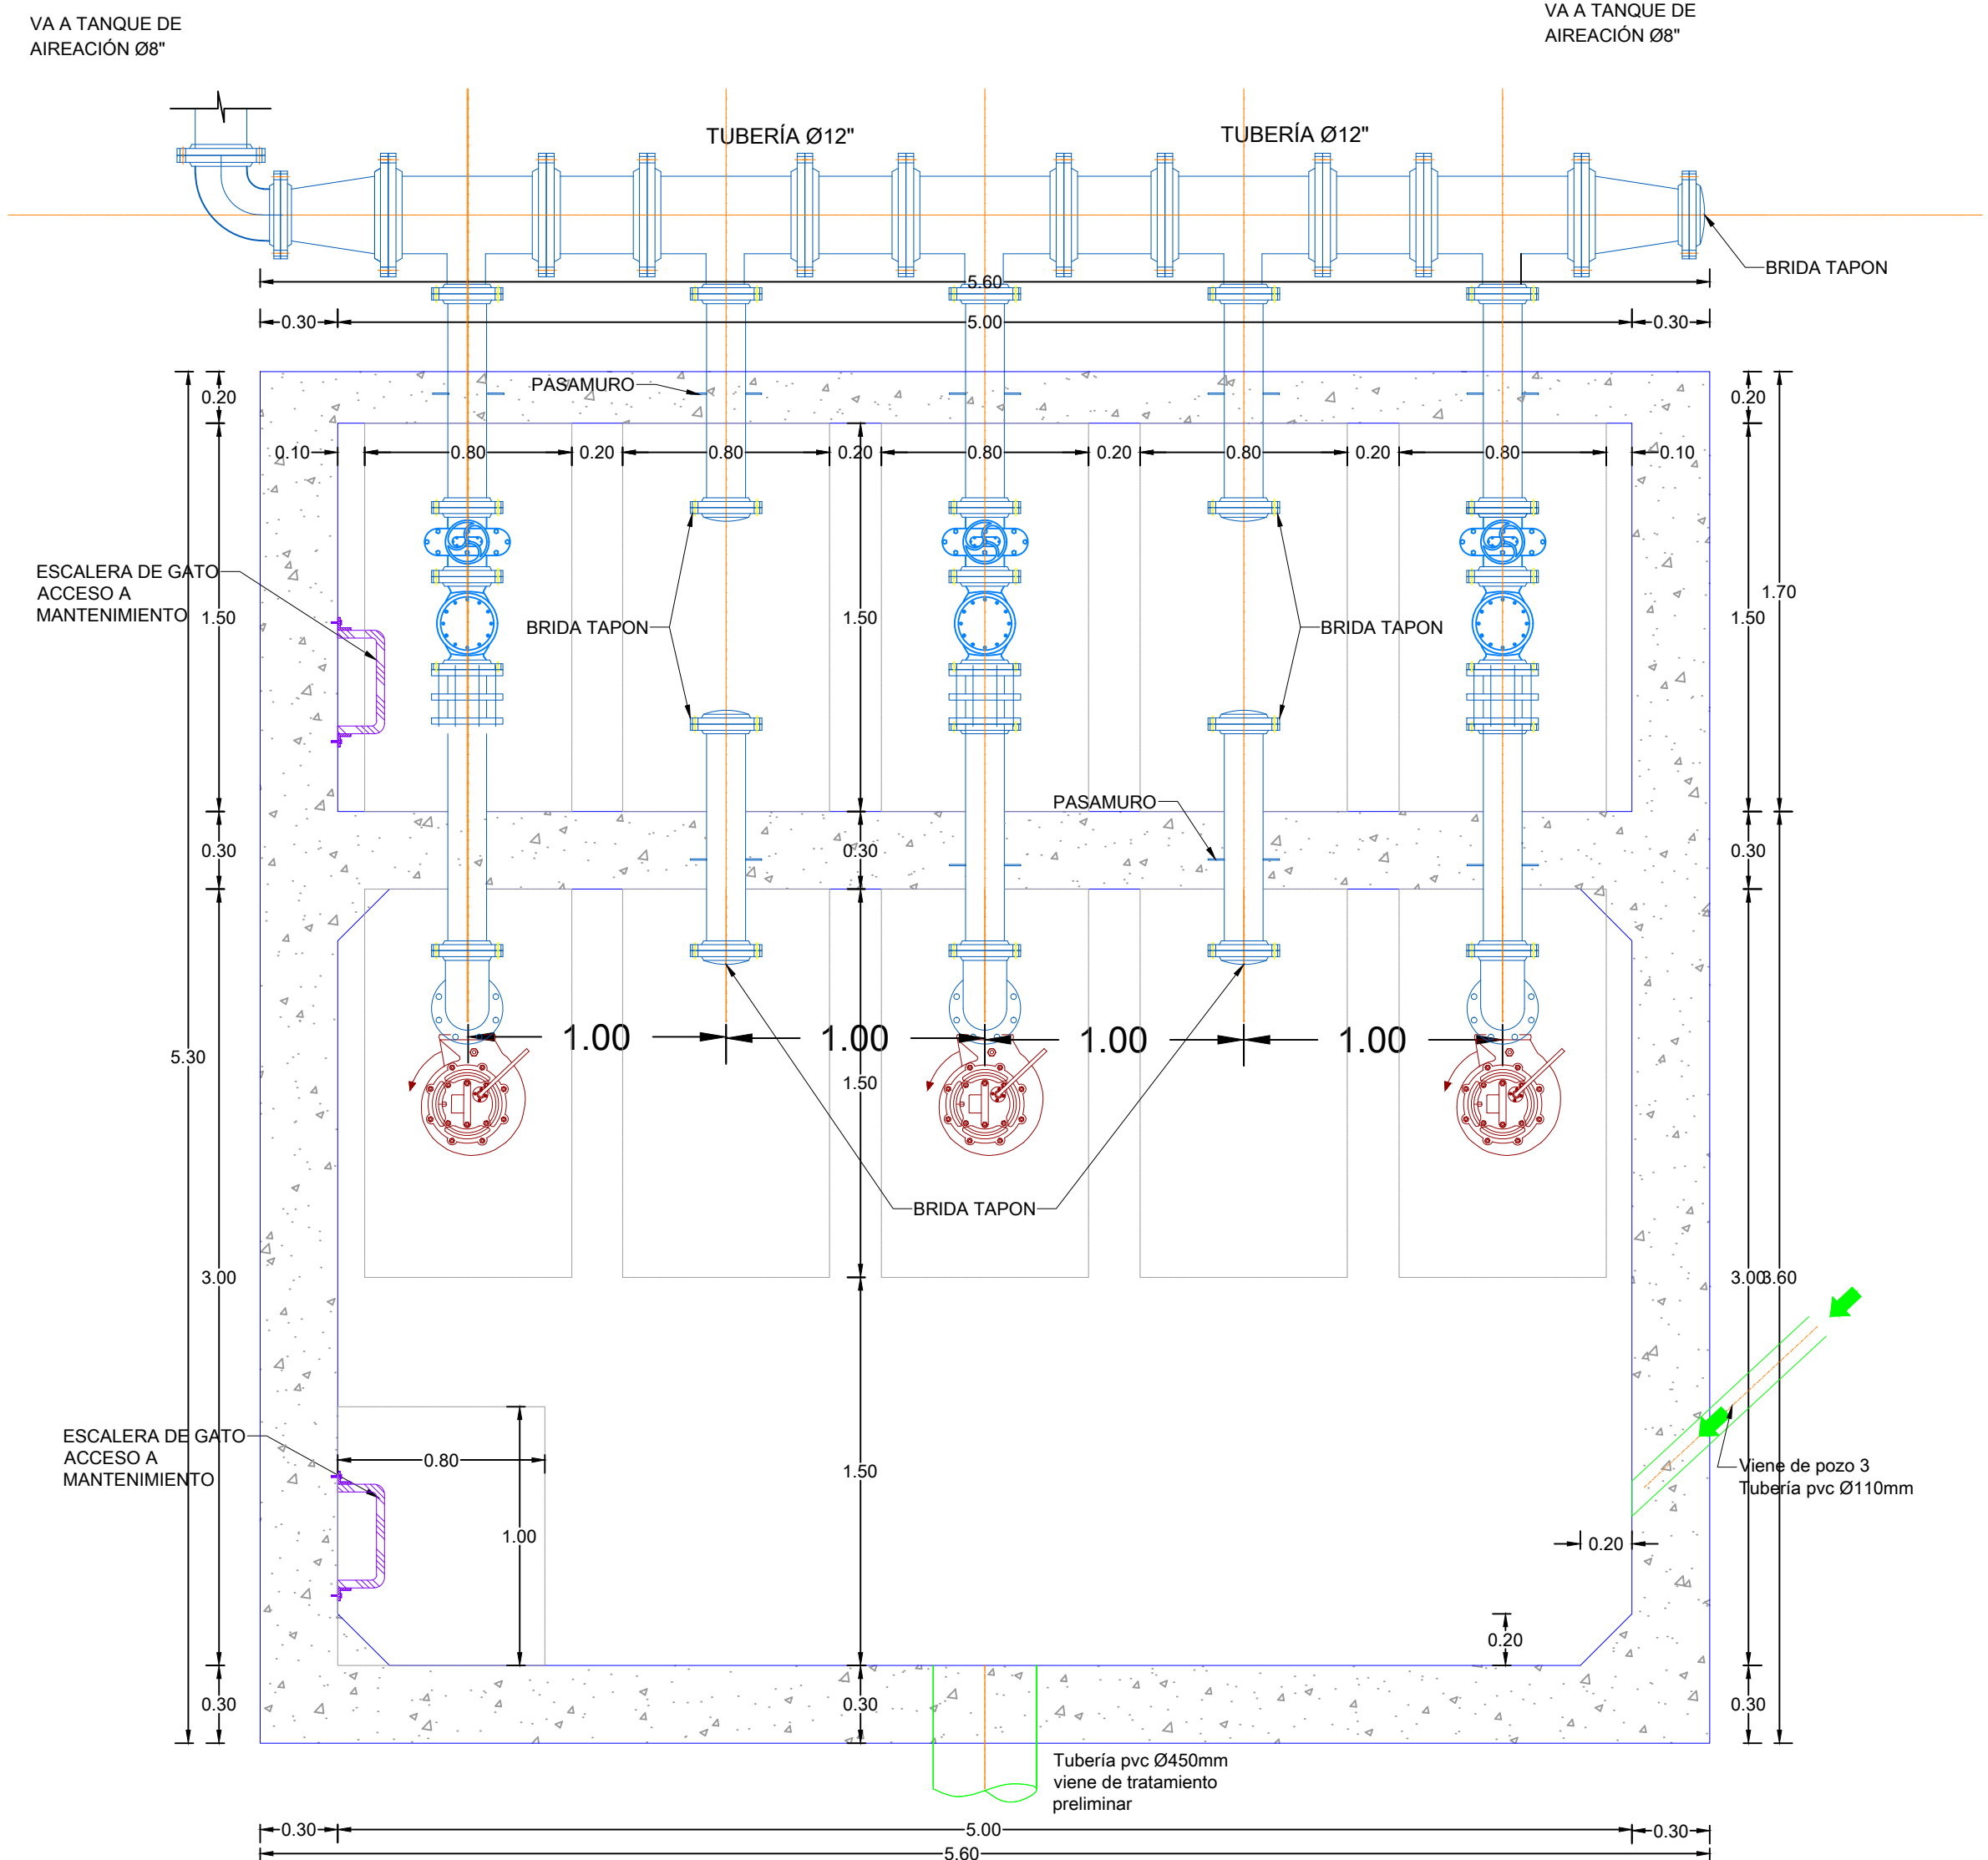 VA A TANQUE DE
AIREACIÓN Ø8"
VA A TANQUE DE
AIREACIÓN Ø8"
TUBERÍA Ø12"
TUBERÍA Ø12"
BRIDA TAPON
5.60
0.30
5.00
0.30
PASAMURO
0.20
0.20
0.10
0.80
0.20
0.80
0.20
0.80
0.20
0.80
0.20
0.80
0.10
ESCALERA DE GATO
ACCESO A
MANTENIMIENTO
1.50
BRIDA TAPON
1.50
BRIDA TAPON
1.50
1.70
PASAMURO
0.30
0.30
0.30
1.00
1.00
1.00
1.00
5.30
1.50
BRIDA TAPON
3.00
3.00
3.60
ESCALERA DE GATO
ACCESO A
MANTENIMIENTO
0.80
1.50
Viene de pozo 3
Tubería pvc Ø110mm
1.00
0.20
0.20
0.30
0.30
0.30
Tubería pvc Ø450mm
viene de tratamiento
preliminar
0.30
5.00
0.30
5.60